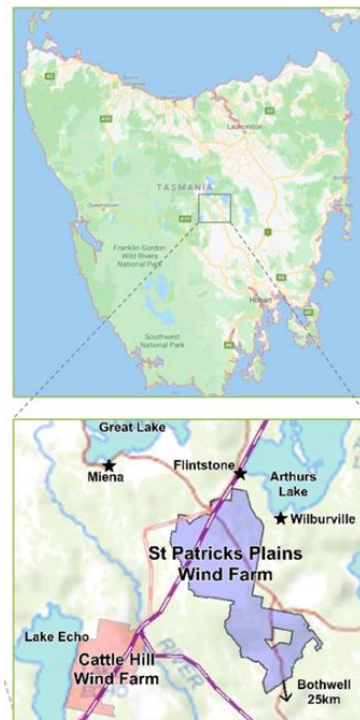 Launceston
TASMANIA
Queenstown
Franklin-Gordon
Wild Rivers
National Park
Hobart
Southwest
National Park
Great Lake
Flintstone
Miena
Arthurs
Lake
Wilburville
St Patricks Plains
Wind Farm
Lake Echo
Cattle Hill
Wind Farm
RIVER
Bothwell
25km